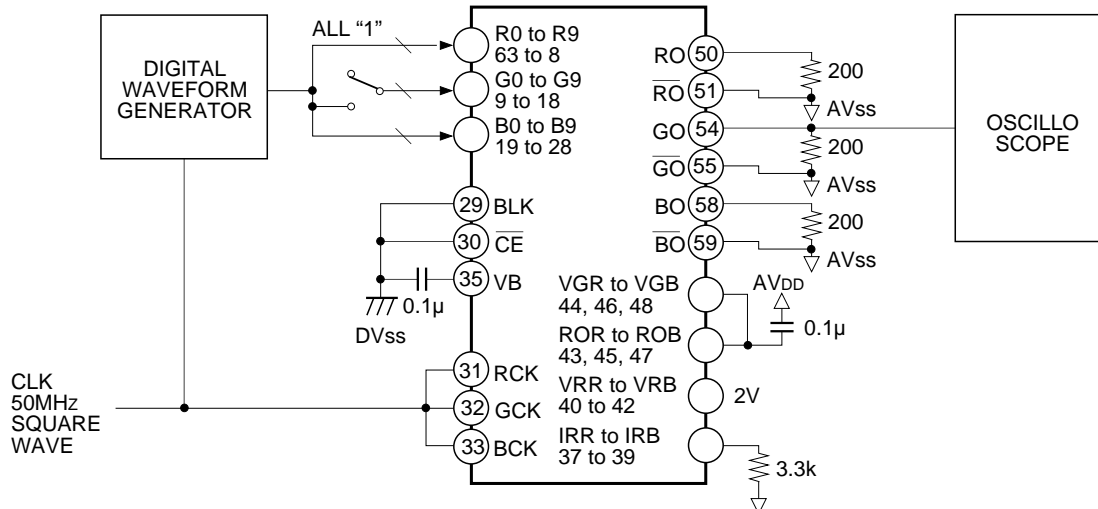 ALL “1”
DIGITAL
WAVEFORM
GENERATOR
R0 to R9
63 to 8
G0 to G9
9 to 18
B0 to B9
19 to 28
29 BLK
30 C̅E̅
35 VB
0.1μ
DVss
31 RCK
32 GCK
33 BCK
CLK
50MHz
SQUARE
WAVE
RO 50
200
R̅O̅ 51
AVss
GO 54
200
G̅O̅ 55
AVss
BO 58
200
B̅O̅ 59
AVss
OSCILLO
SCOPE
VGR to VGB
44, 46, 48
AVDD
0.1μ
ROR to ROB
43, 45, 47
VRR to VRB
40 to 42
2V
IRR to IRB
37 to 39
3.3k